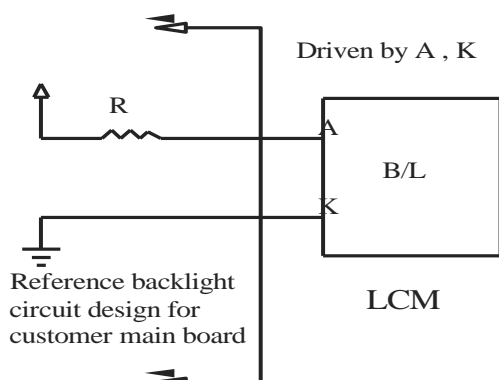 Driven by A , K
R
A
B/L
K
Reference backlight
circuit design for
customer main board
LCM